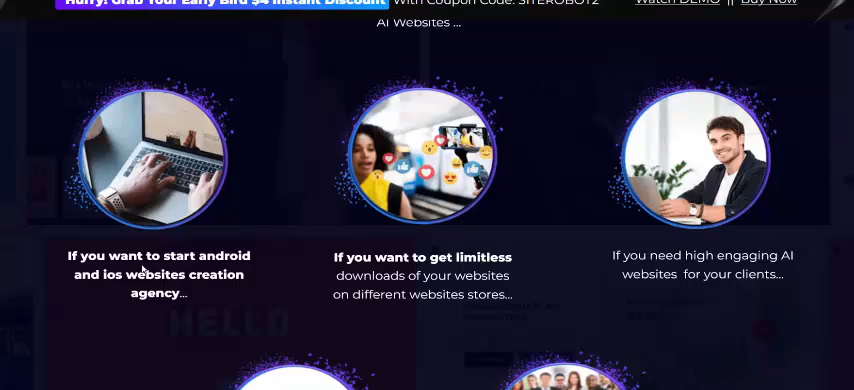 Hurry! Grab Your Early Bird $4 Instant Discount With Coupon Code: SITEROBOT2 Watch DEMO || Buy Now
AI Websites ...
If you want to start android
and ios websites creation
agency...
If you want to get limitless
downloads of your websites
on different websites stores...
If you need high engaging AI
websites for your clients...
HELLO